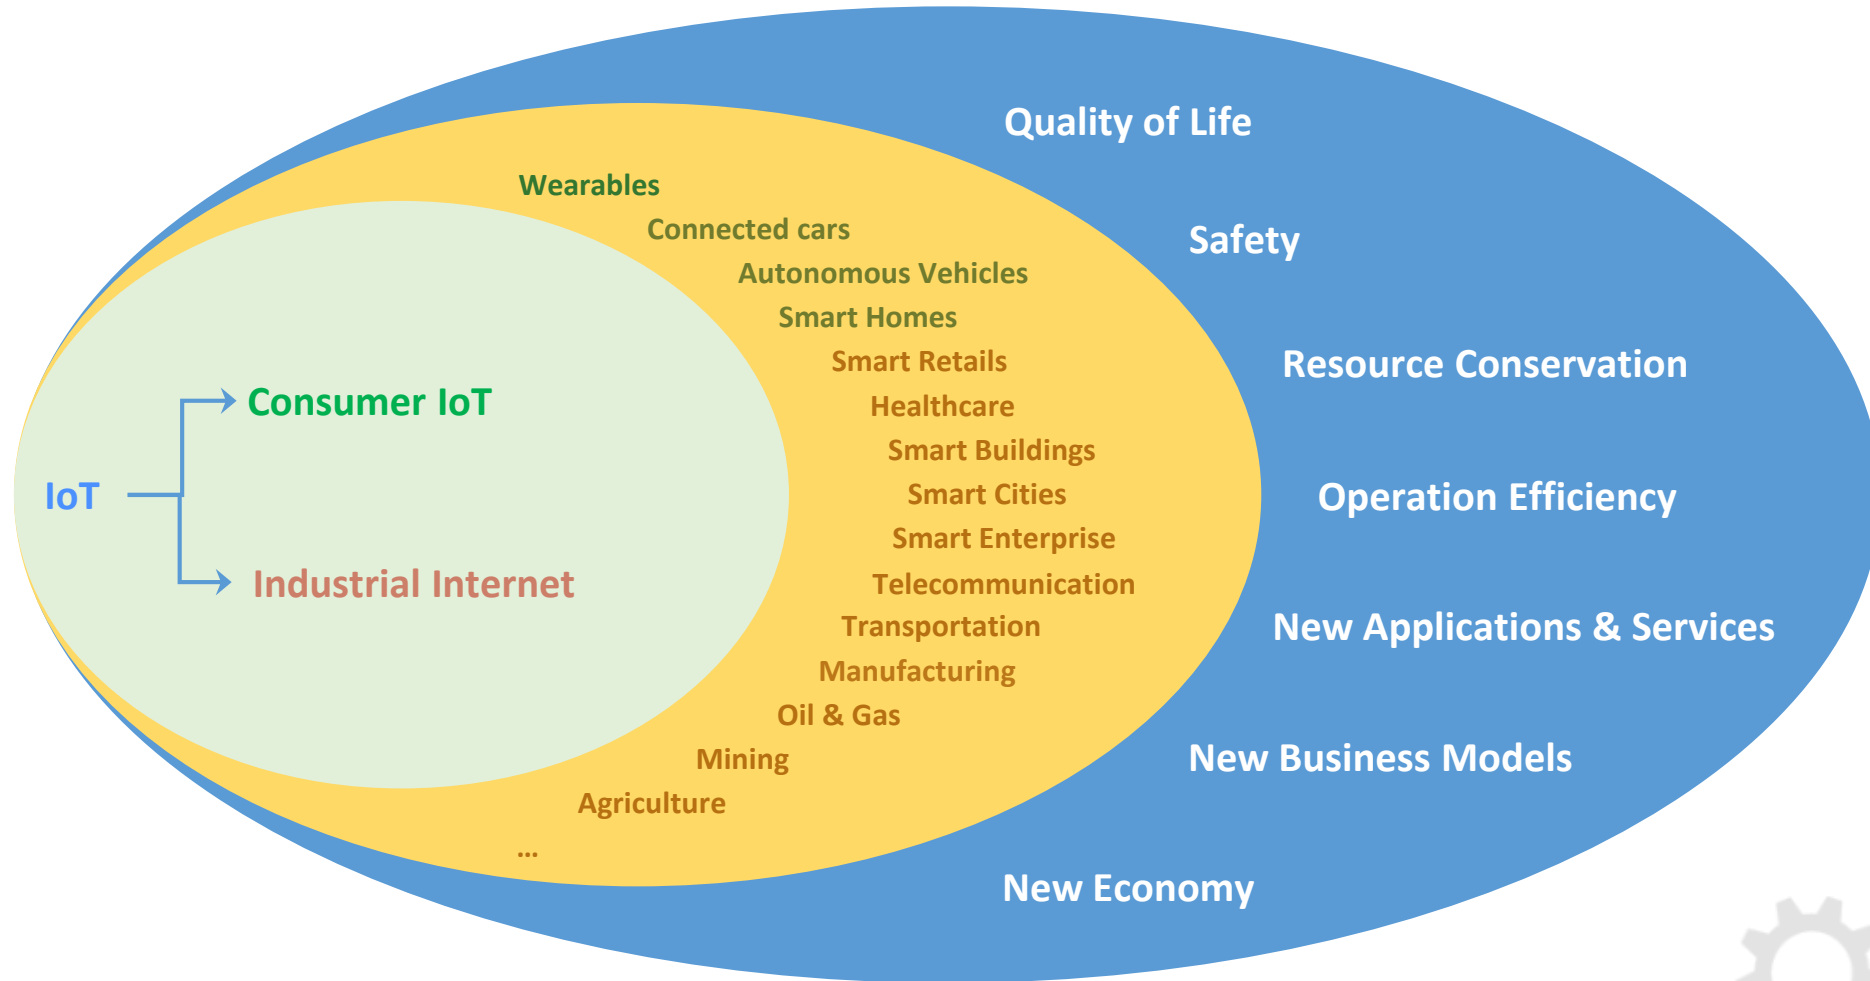 IoT
Consumer IoT
Industrial Internet
Wearables
Connected cars
Autonomous Vehicles
Smart Homes
Smart Retails
Healthcare
Smart Buildings
Smart Cities
Smart Enterprise
Telecommunication
Transportation
Manufacturing
Oil & Gas
Mining
Agriculture
...
Quality of Life
Safety
Resource Conservation
Operation Efficiency
New Applications & Services
New Business Models
New Economy